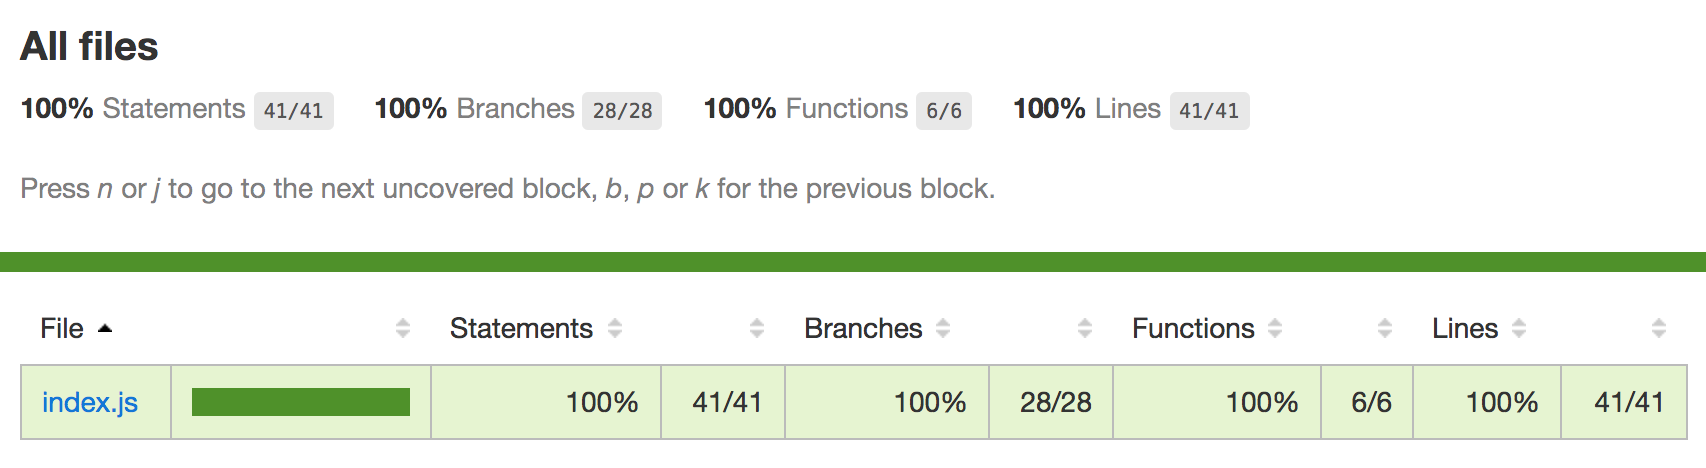 All files
100% Statements 41/41 100% Branches 28/28 100% Functions 6/6 100% Lines 41/41
Press n or j to go to the next uncovered block, b, p or k for the previous block.
File Statements Branches Functions Lines
index.js 100% 41/41 100% 28/28 100% 6/6 100% 41/41